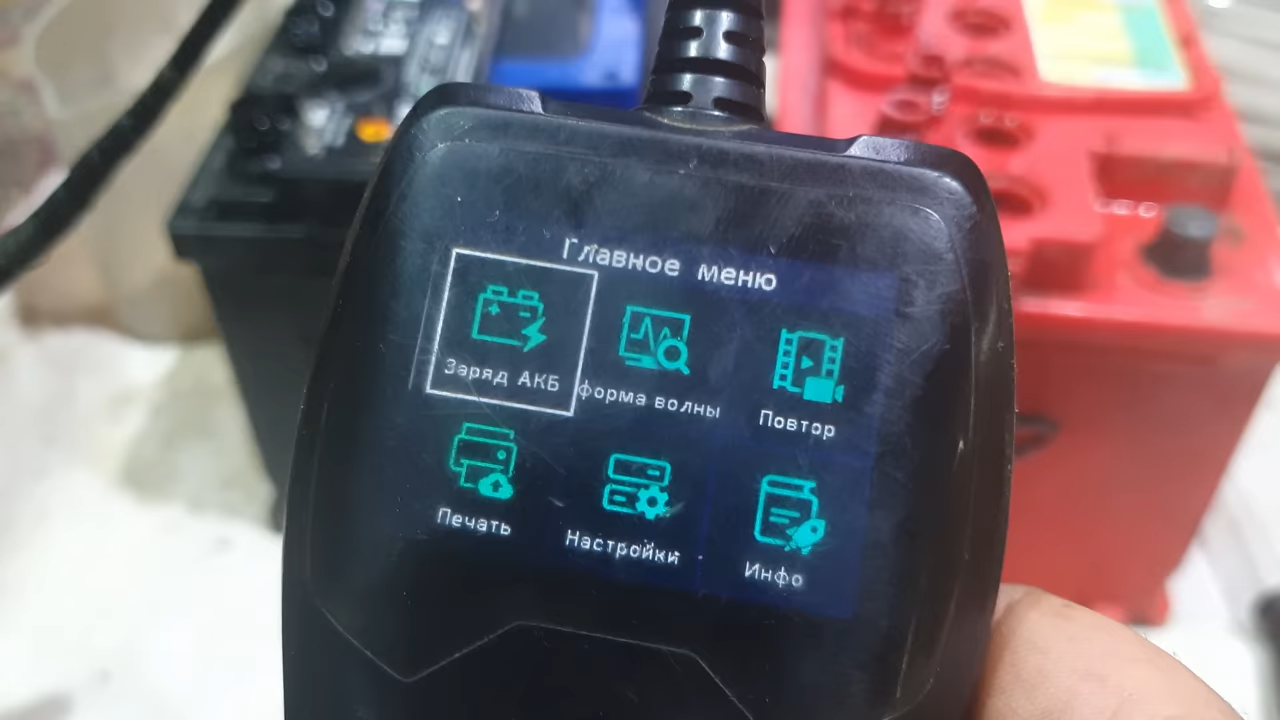 Главное меню
Заряд АКБ
форма волны
Повтор
Печать
Настройки
Инфо